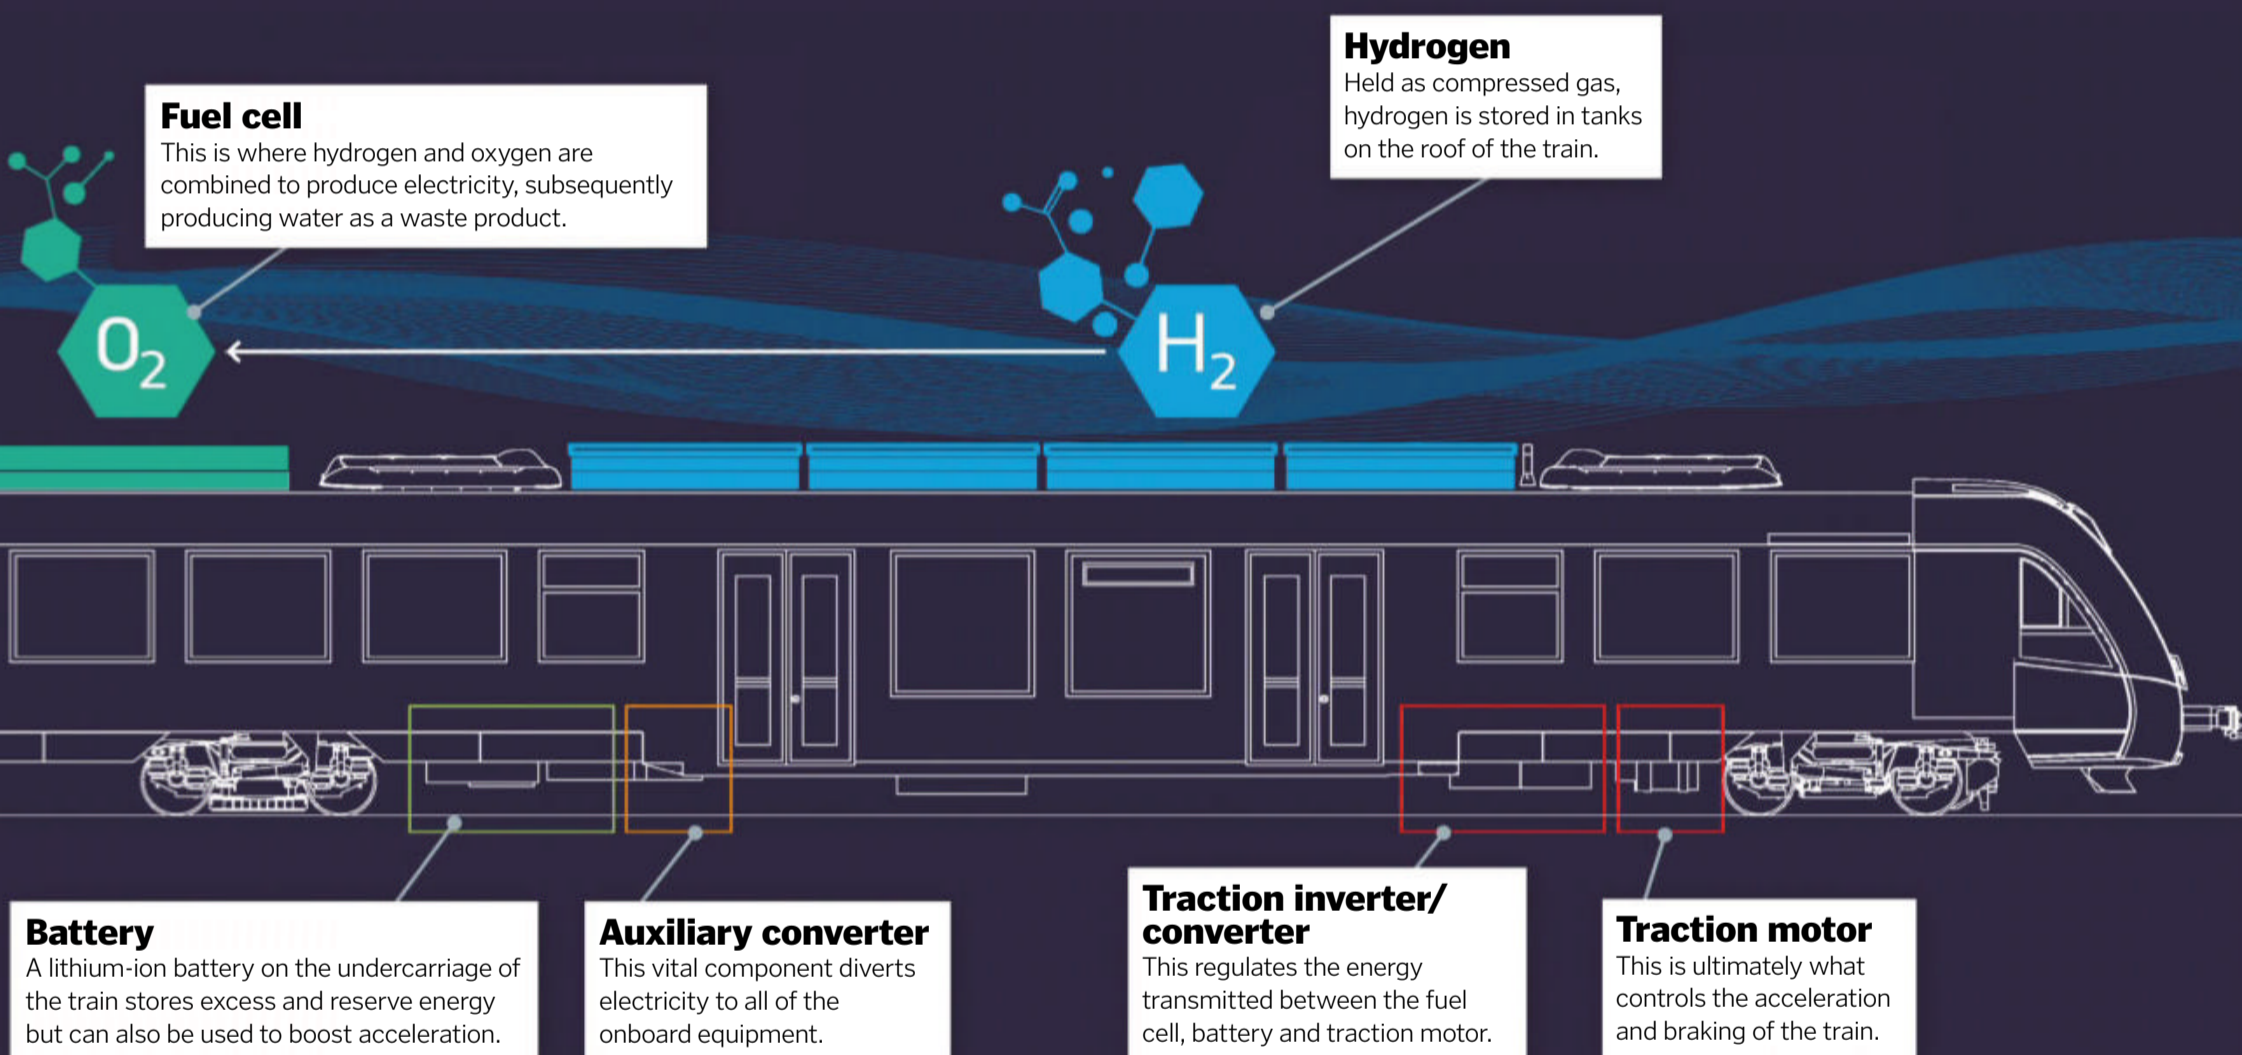 Hydrogen
Held as compressed gas,
hydrogen is stored in tanks
on the roof of the train.
Fuel cell
This is where hydrogen and oxygen are
combined to produce electricity, subsequently
producing water as a waste product.
O₂
H₂
Battery
A lithium-ion battery on the undercarriage of
the train stores excess and reserve energy
but can also be used to boost acceleration.
Auxiliary converter
This vital component diverts
electricity to all of the
onboard equipment.
Traction inverter/
converter
This regulates the energy
transmitted between the fuel
cell, battery and traction motor.
Traction motor
This is ultimately what
controls the acceleration
and braking of the train.